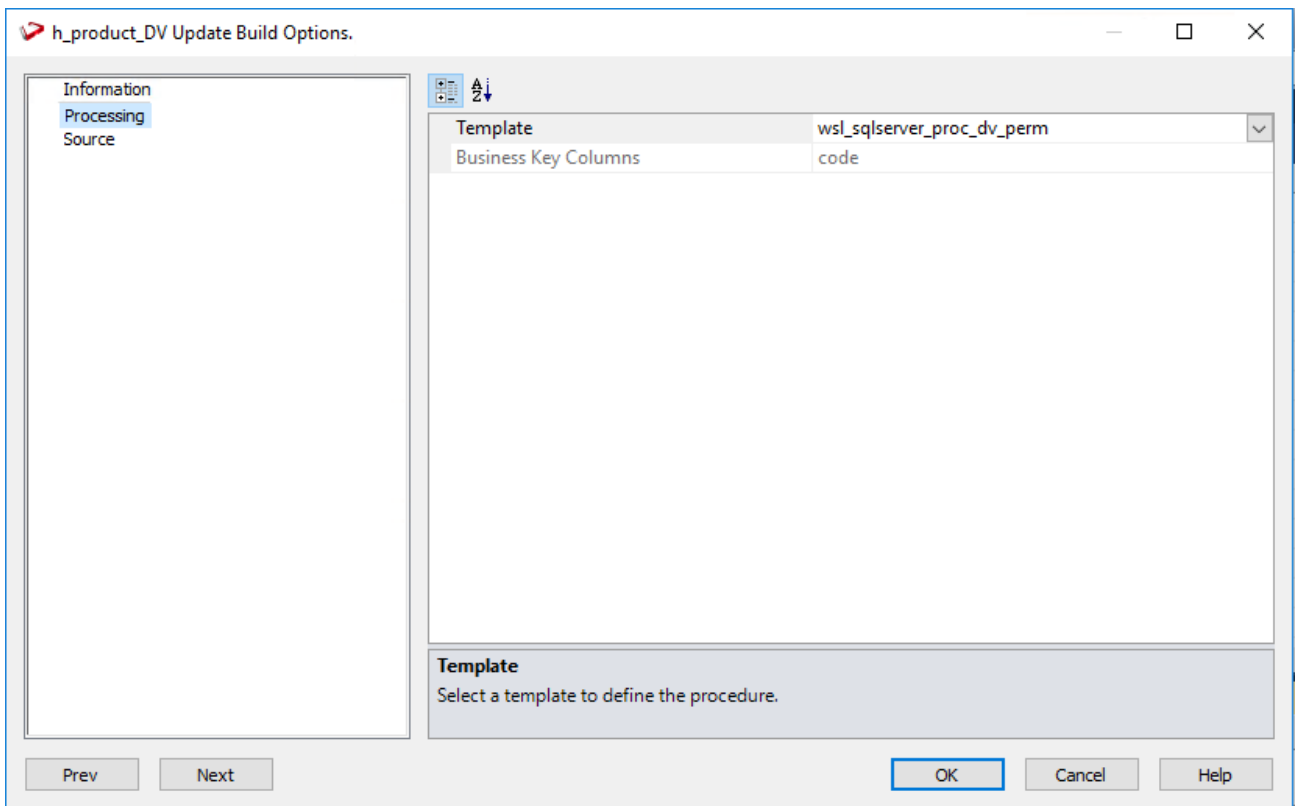 h_product_DV Update Build Options.
Information
Processing
Source
Template wsl_sqlserver_proc_dv_perm
Business Key Columns code
Template
Select a template to define the procedure.
Prev Next OK Cancel Help